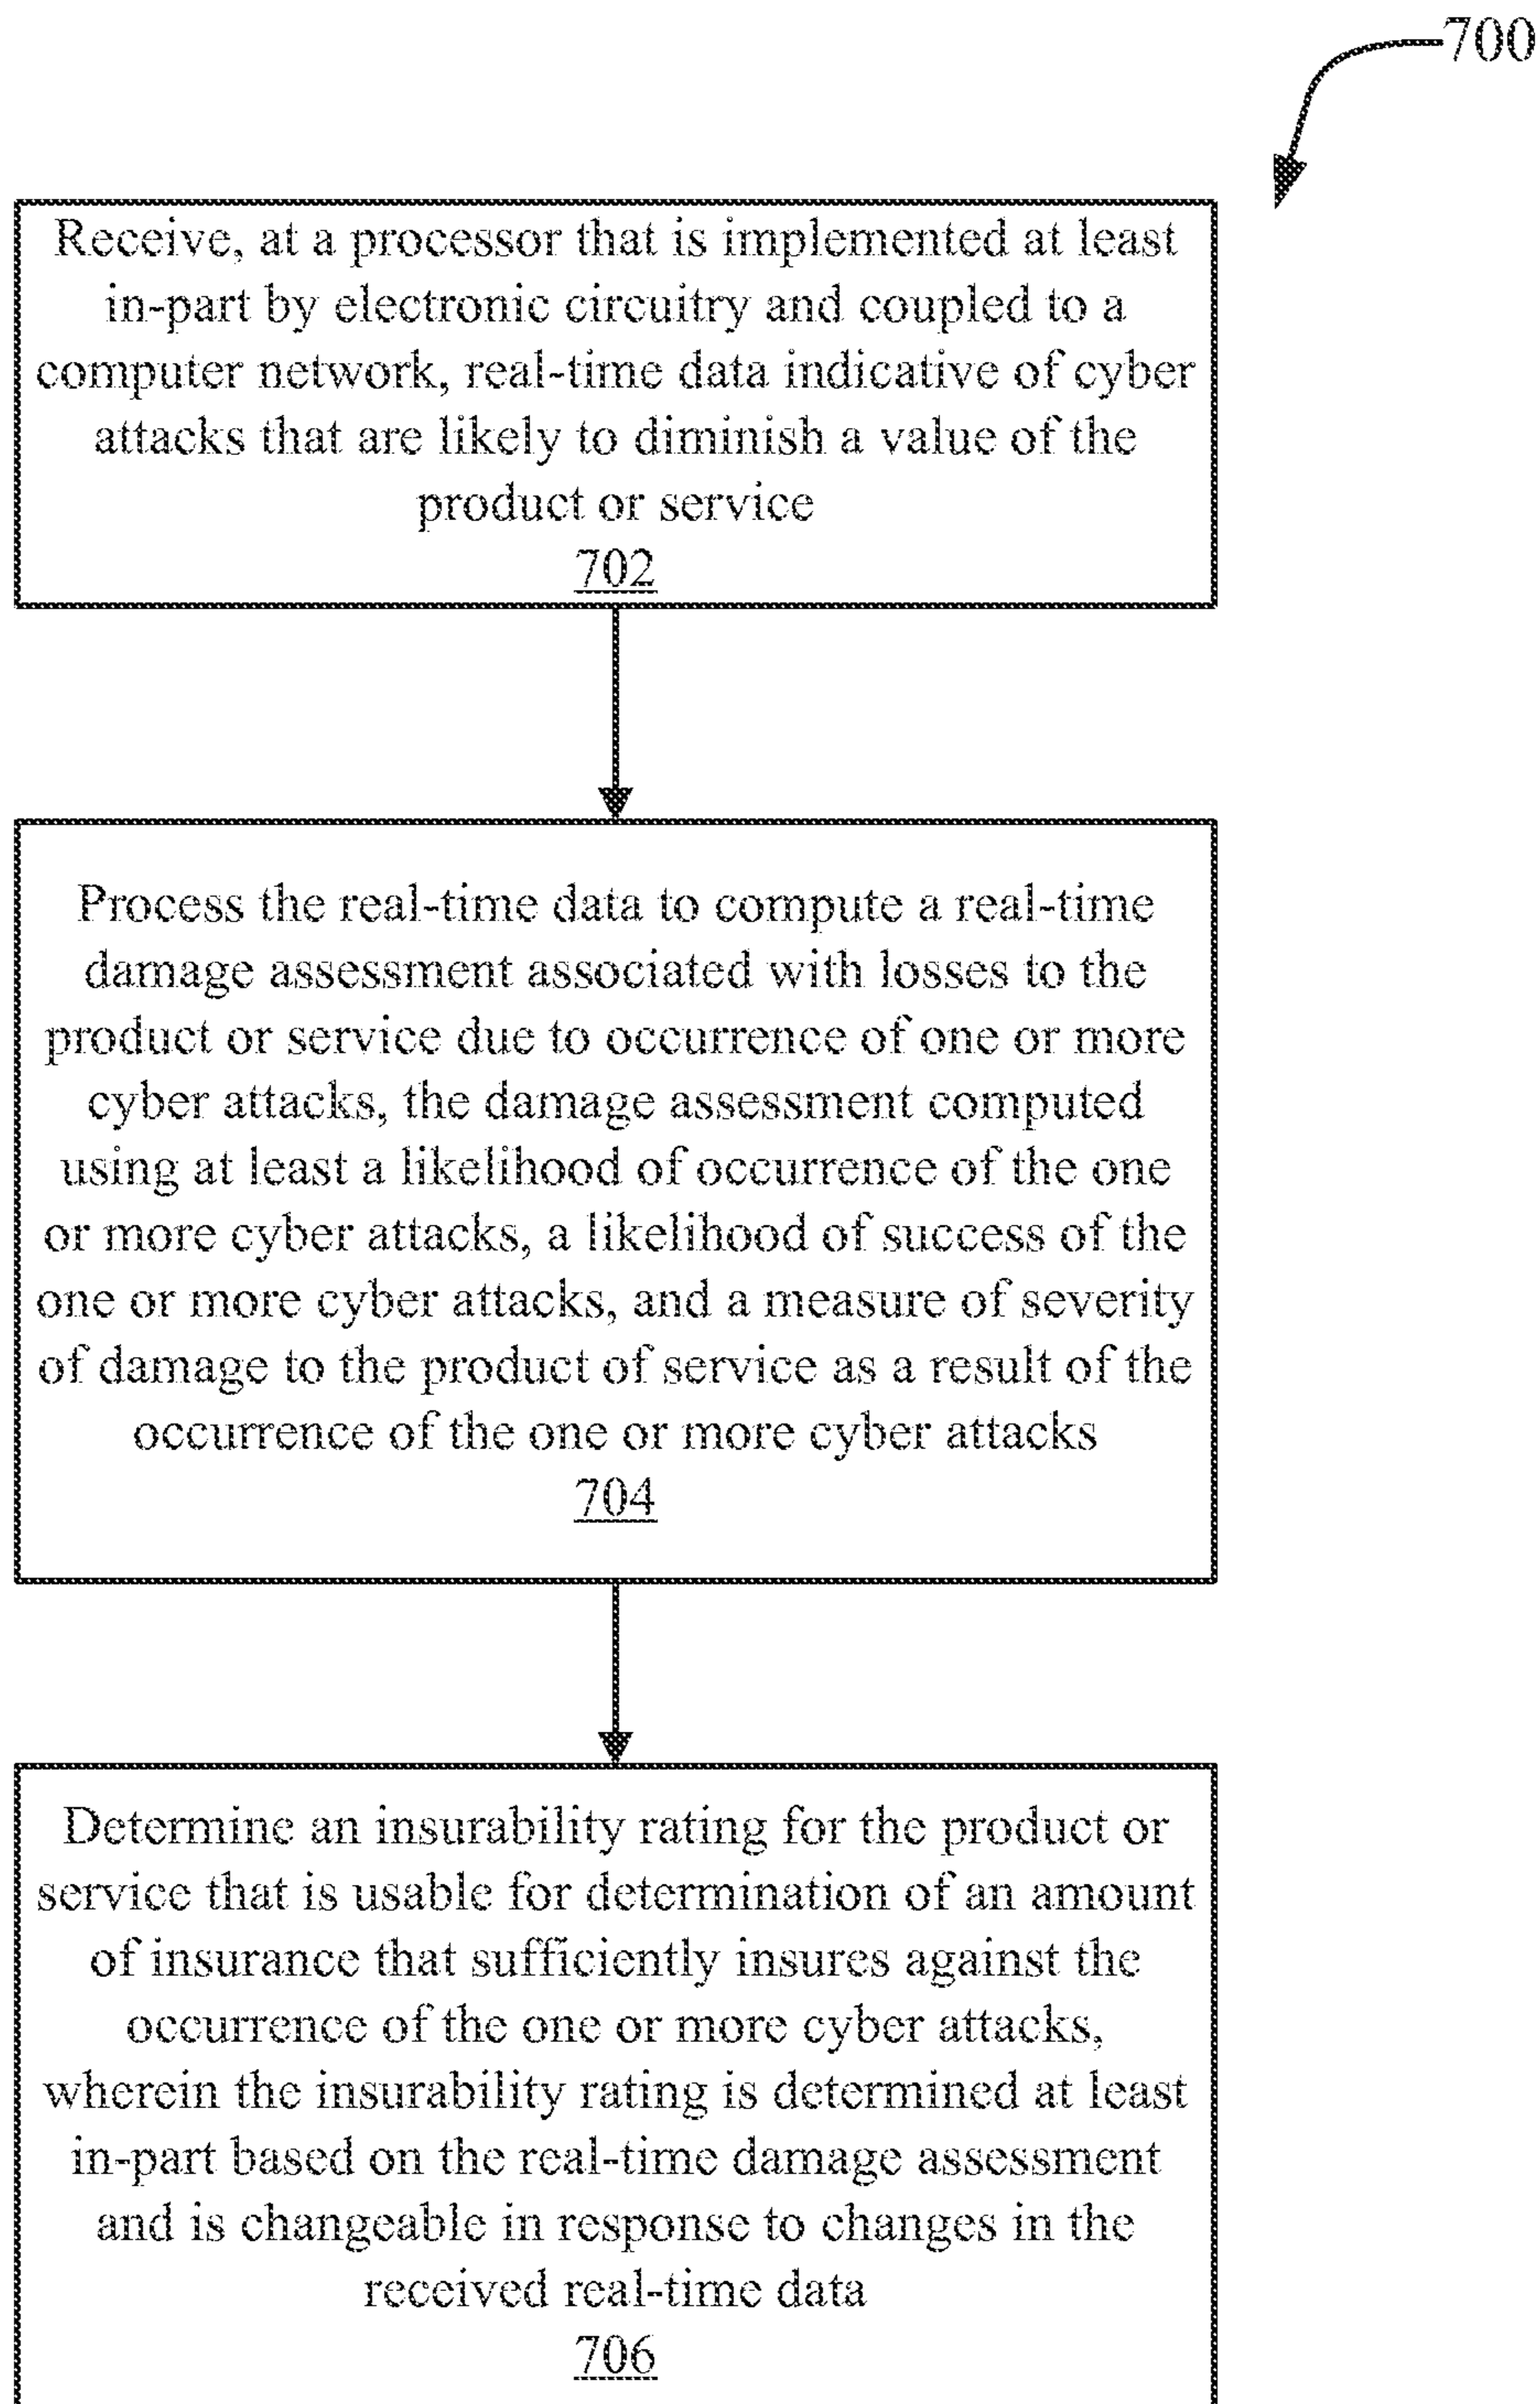 700
Receive, at a processor that is implemented at least
in-part by electronic circuitry and coupled to a
computer network, real-time data indicative of cyber
attacks that are likely to diminish a value of the
product or service
702
Process the real-time data to compute a real-time
damage assessment associated with losses to the
product or service due to occurrence of one or more
cyber attacks, the damage assessment computed
using at least a likelihood of occurrence of the one
or more cyber attacks, a likelihood of success of the
one or more cyber attacks, and a measure of severity
of damage to the product of service as a result of the
occurrence of the one or more cyber attacks
704
Determine an insurability rating for the product or
service that is usable for determination of an amount
of insurance that sufficiently insures against the
occurrence of the one or more cyber attacks,
wherein the insurability rating is determined at least
in-part based on the real-time damage assessment
and is changeable in response to changes in the
received real-time data
706